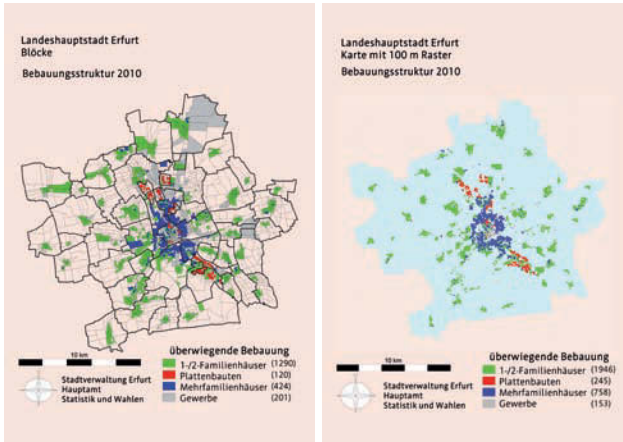 Landeshauptstadt Erfurt
Blöcke
Bebauungsstruktur 2010
10 km
überwiegende Bebauung
1-/2-Familienhäuser (1290)
Plattenbauten (120)
Mehrfamilienhäuser (424)
Gewerbe (201)
Stadtverwaltung Erfurt
Hauptamt
Statistik und Wahlen
Landeshauptstadt Erfurt
Karte mit 100 m Raster
Bebauungsstruktur 2010
10 km
überwiegende Bebauung
1-/2-Familienhäuser (1946)
Plattenbauten (245)
Mehrfamilienhäuser (758)
Gewerbe (153)
Stadtverwaltung Erfurt
Hauptamt
Statistik und Wahlen